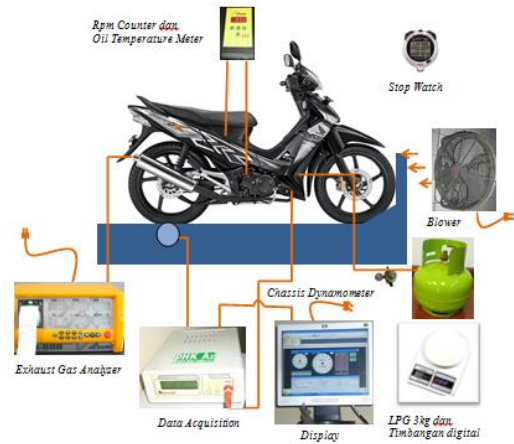 Rpm Counter dan
Oil Temperature Meter
Stop Watch
Blower
Chassis Dynamometer
Exhaust Gas Analyzer
Data Acquisition
Display
LPG 3kg dan
Timbangan digital